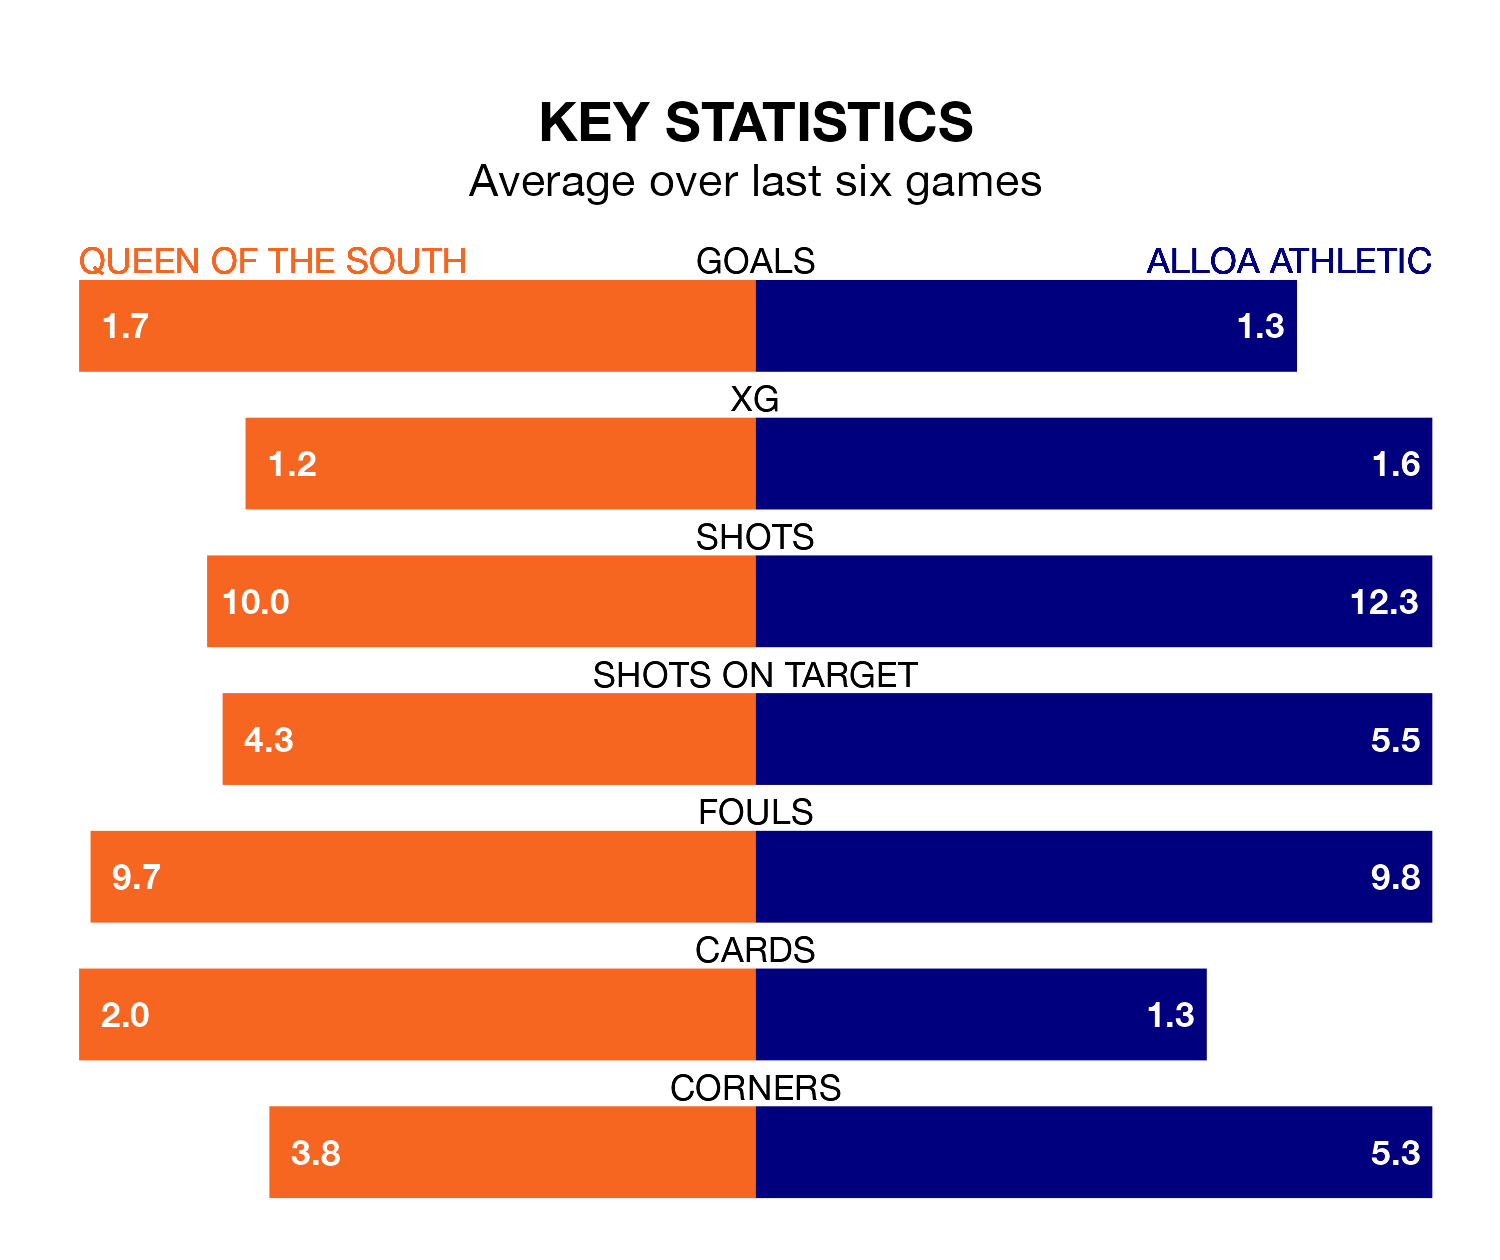 KEY STATISTICS
Average over last six games
QUEEN OF THE SOUTH GOALS ALLOA ATHLETIC
1.7 1.3
XG
1.2 1.6
SHOTS
10.0 12.3
SHOTS ON TARGET
4.3 5.5
FOULS
9.7 9.8
CARDS
2.0 1.3
CORNERS
3.8 5.3